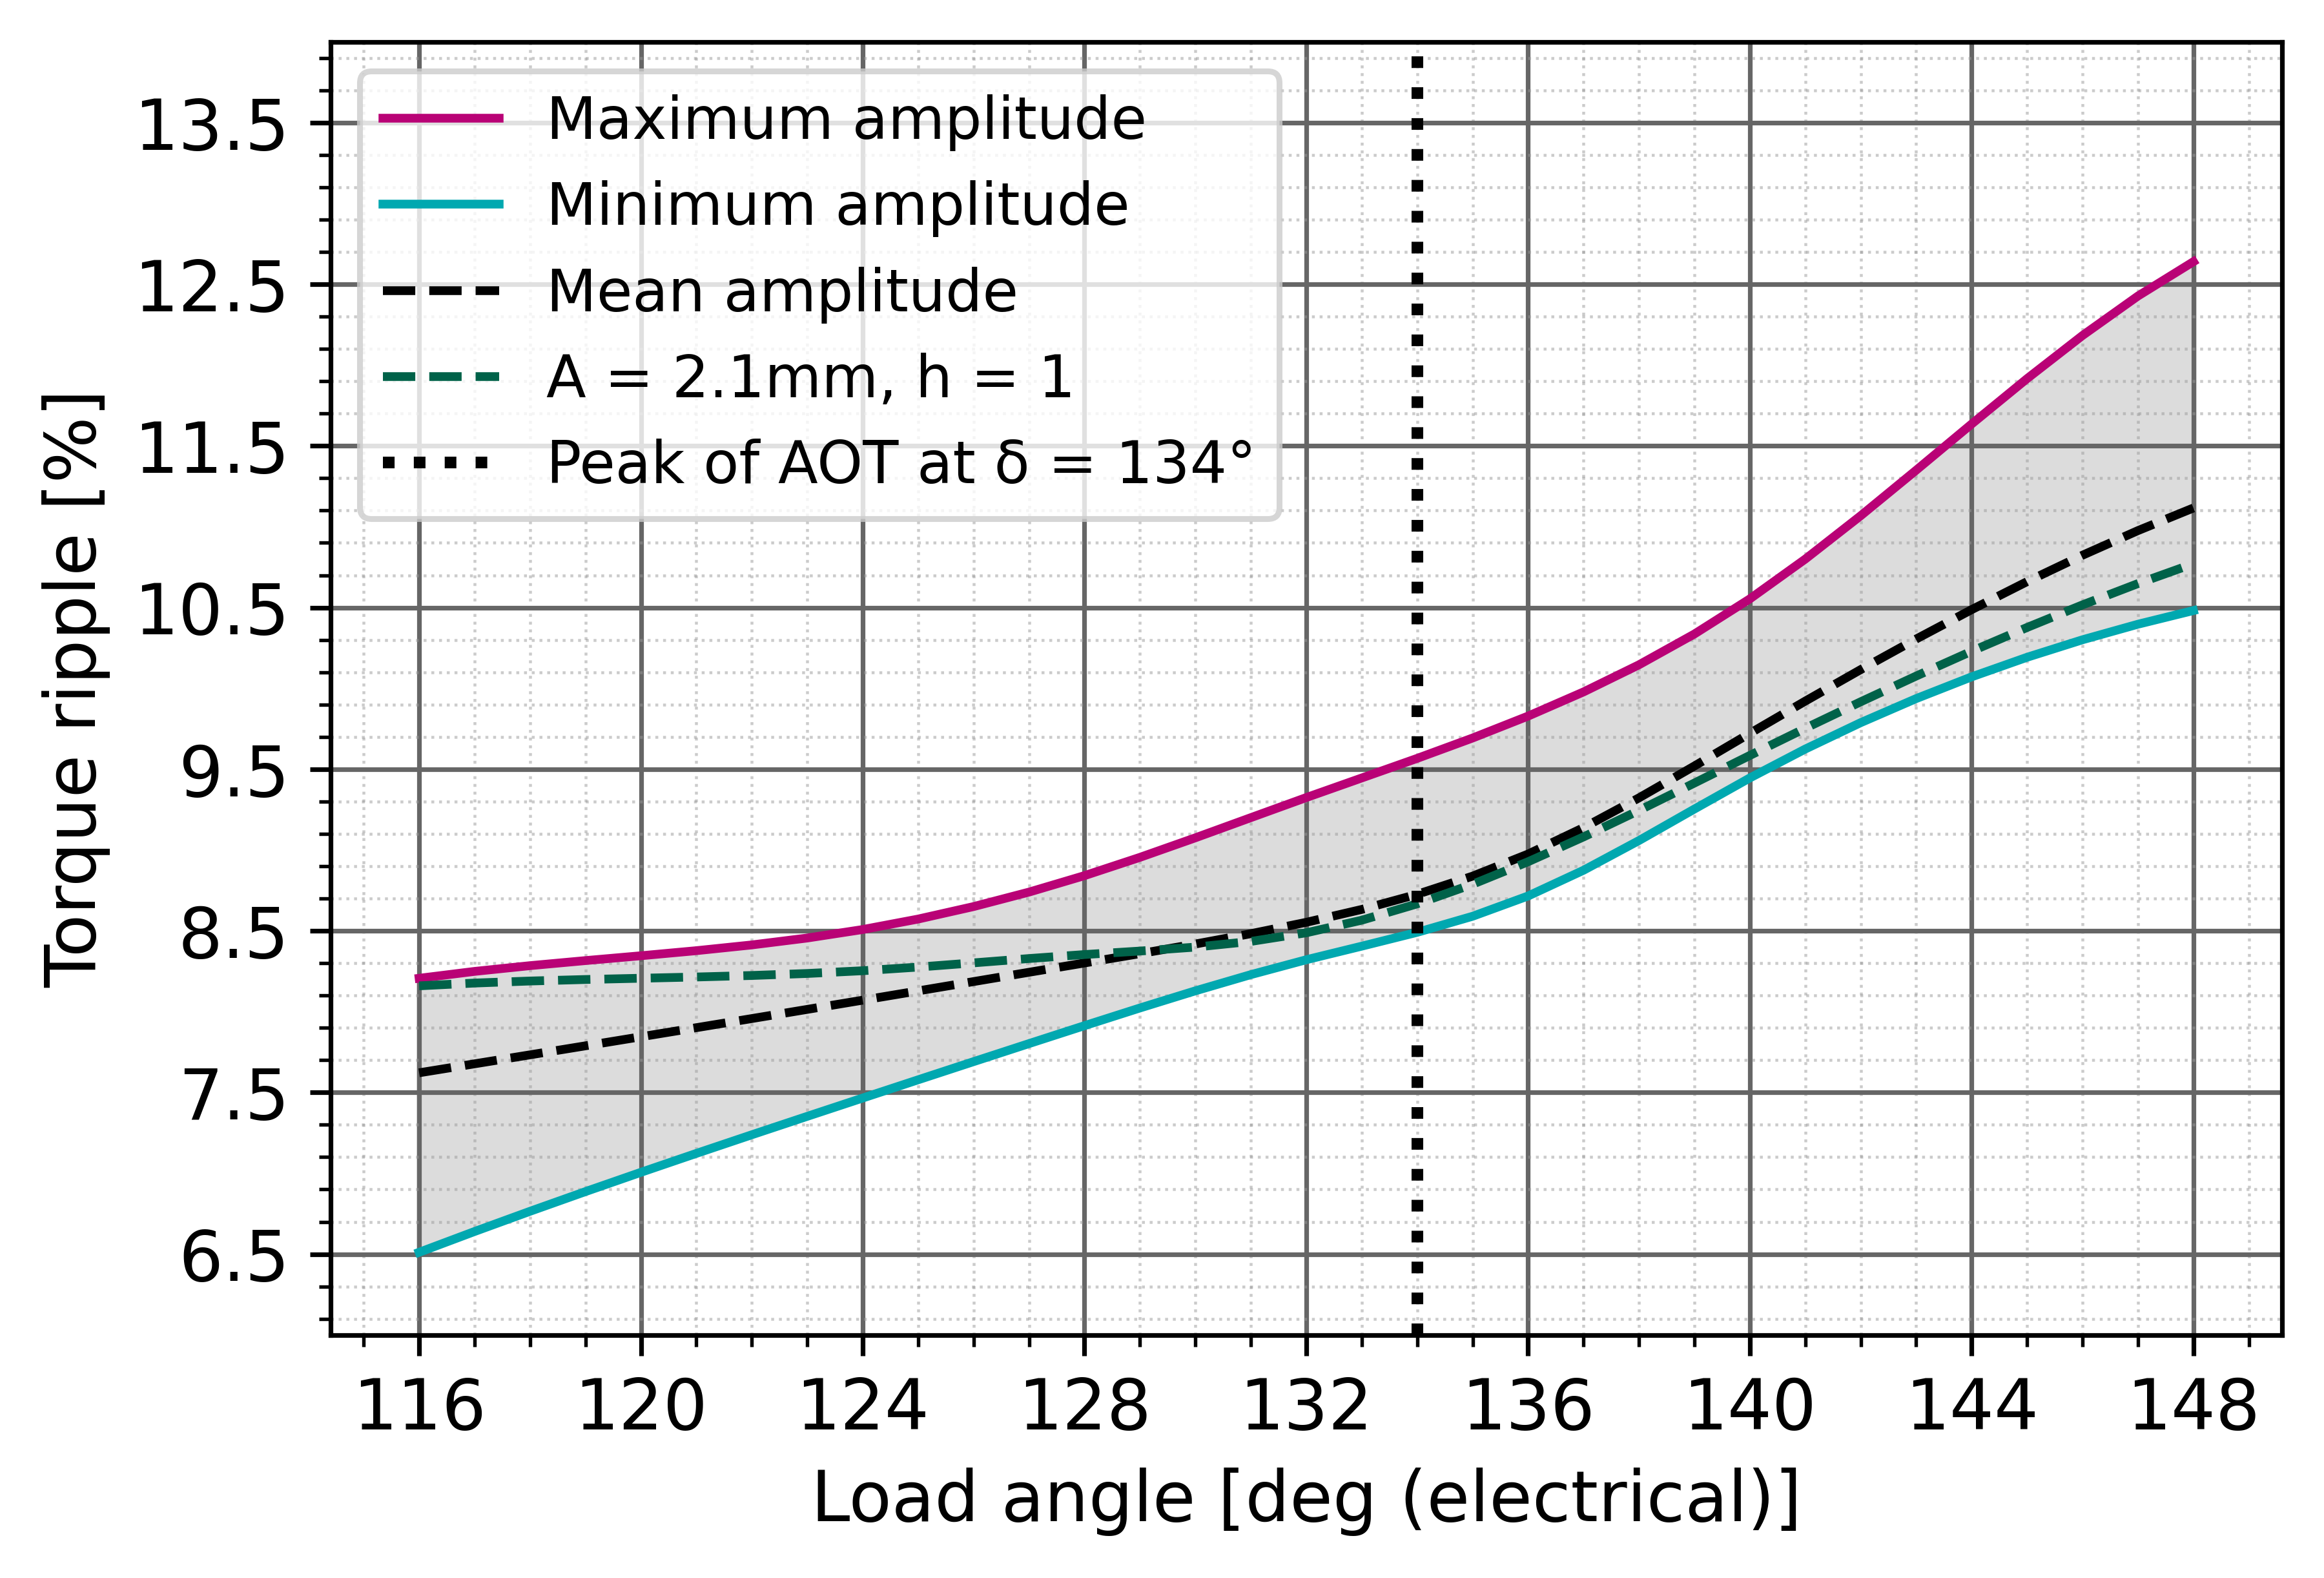 Maximum amplitude
Minimum amplitude
Mean amplitude
A = 2.1mm, h = 1
Peak of AOT at δ = 134°
13.5
12.5
11.5
10.5
9.5
8.5
7.5
6.5
Torque ripple [%]
116 120 124 128 132 136 140 144 148
Load angle [deg (electrical)]